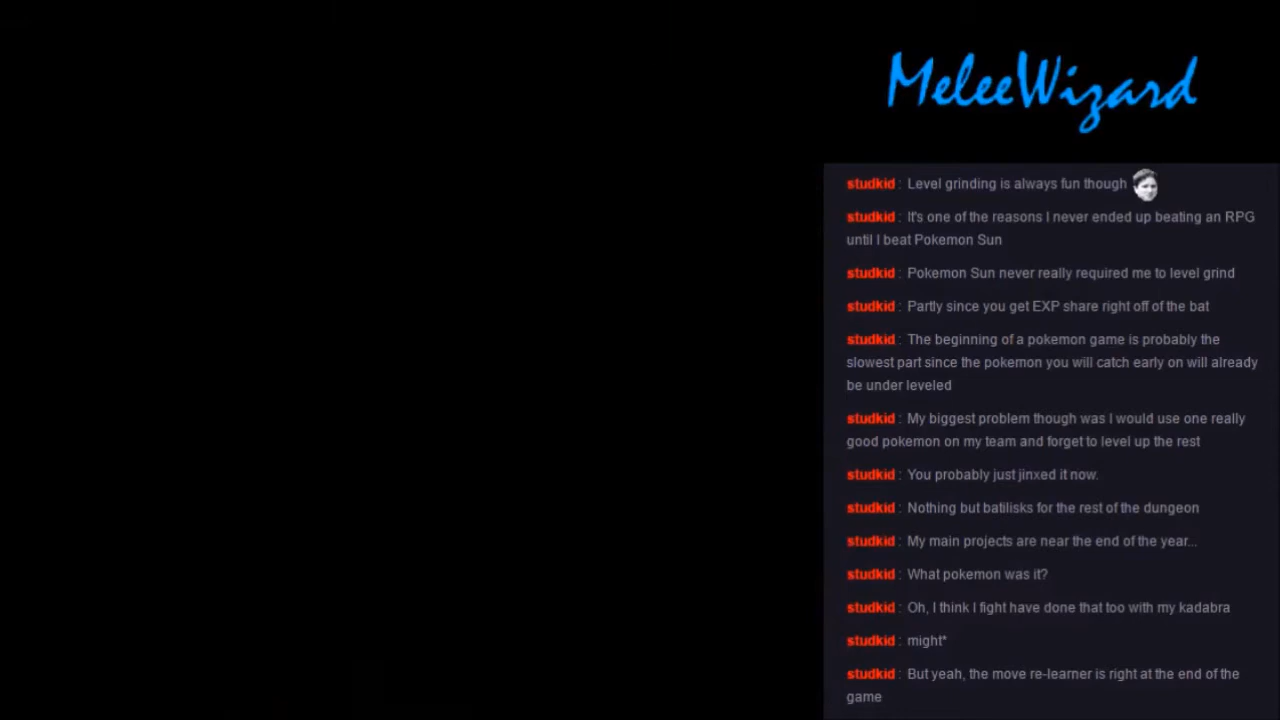 MeleeWizard
studkid: Level grinding is always fun though
studkid: It's one of the reasons I never ended up beating an RPG
until I beat Pokemon Sun
studkid: Pokemon Sun never really required me to level grind
studkid: Partly since you get EXP share right off of the bat
studkid: The beginning of a pokemon game is probably the
slowest part since the pokemon you will catch early on will already
be under leveled
studkid: My biggest problem though was I would use one really
good pokemon on my team and forget to level up the rest
studkid: You probably just jinxed it now.
studkid: Nothing but batilisks for the rest of the dungeon
studkid: My main projects are near the end of the year...
studkid: What pokemon was it?
studkid: Oh, I think I fight have done that too with my kadabra
studkid: might*
studkid: But yeah, the move re-learner is right at the end of the
game